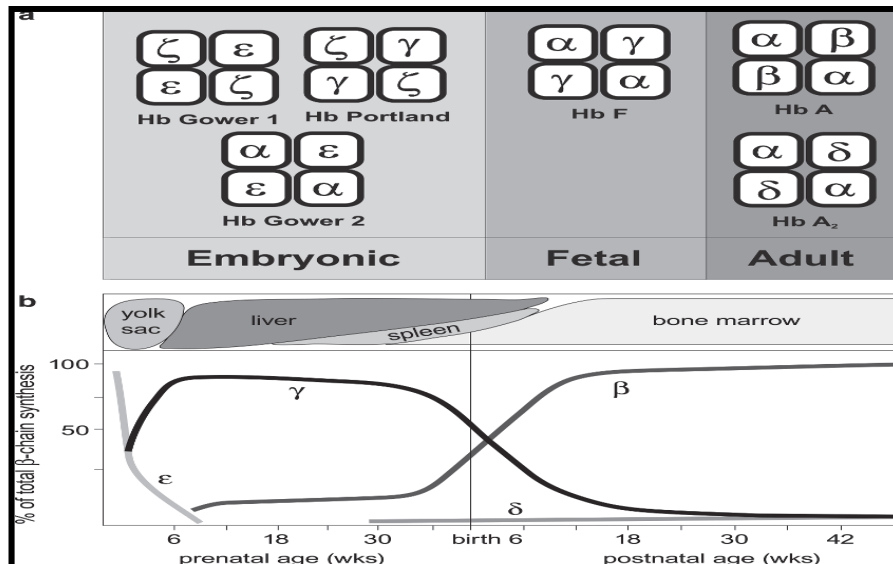 a
ζ ε ζ γ α γ α β
ε ζ γ ζ γ α β α
Hb Gower 1 Hb Portland Hb F Hb A
α ε α δ
ε α δ α
Hb Gower 2 Hb A₂
Embryonic Fetal Adult
b
yolk sac liver spleen bone marrow
% of total β-chain synthesis
100
50
γ β
ε δ
6 18 30 birth 6 18 30 42
prenatal age (wks) postnatal age (wks)